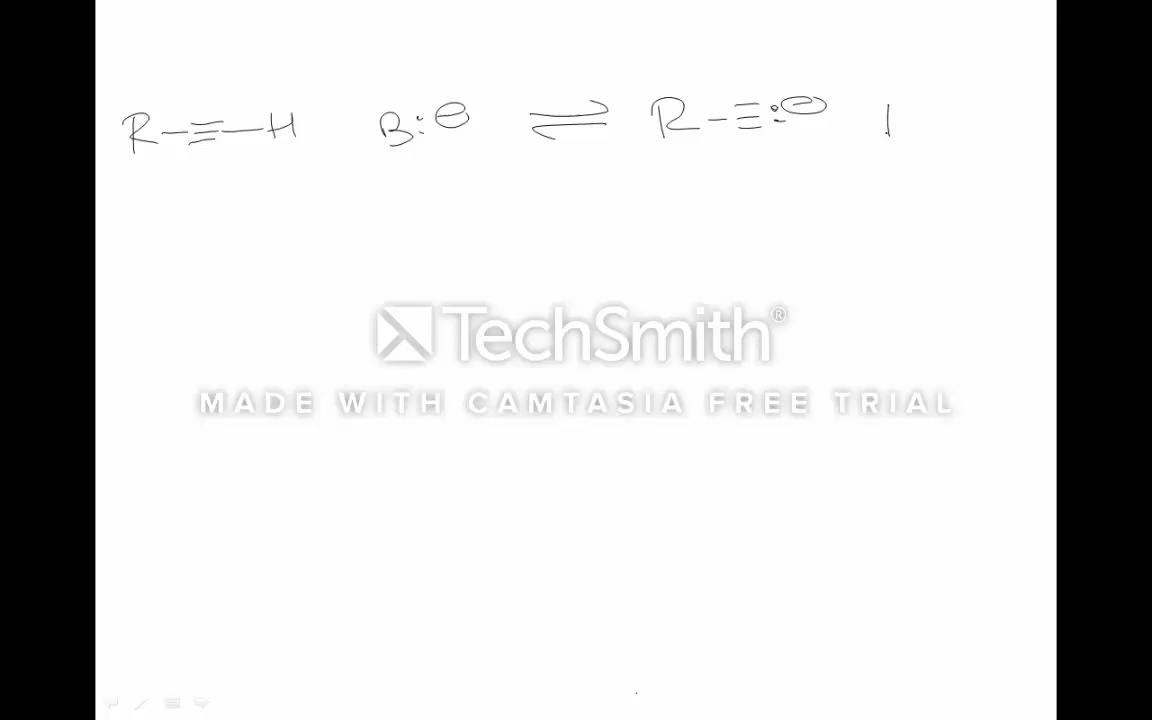 R-≡-H B:⊖ ⇌ R-≡:⊖ |
TechSmith®
MADE WITH CAMTASIA FREE TRIAL